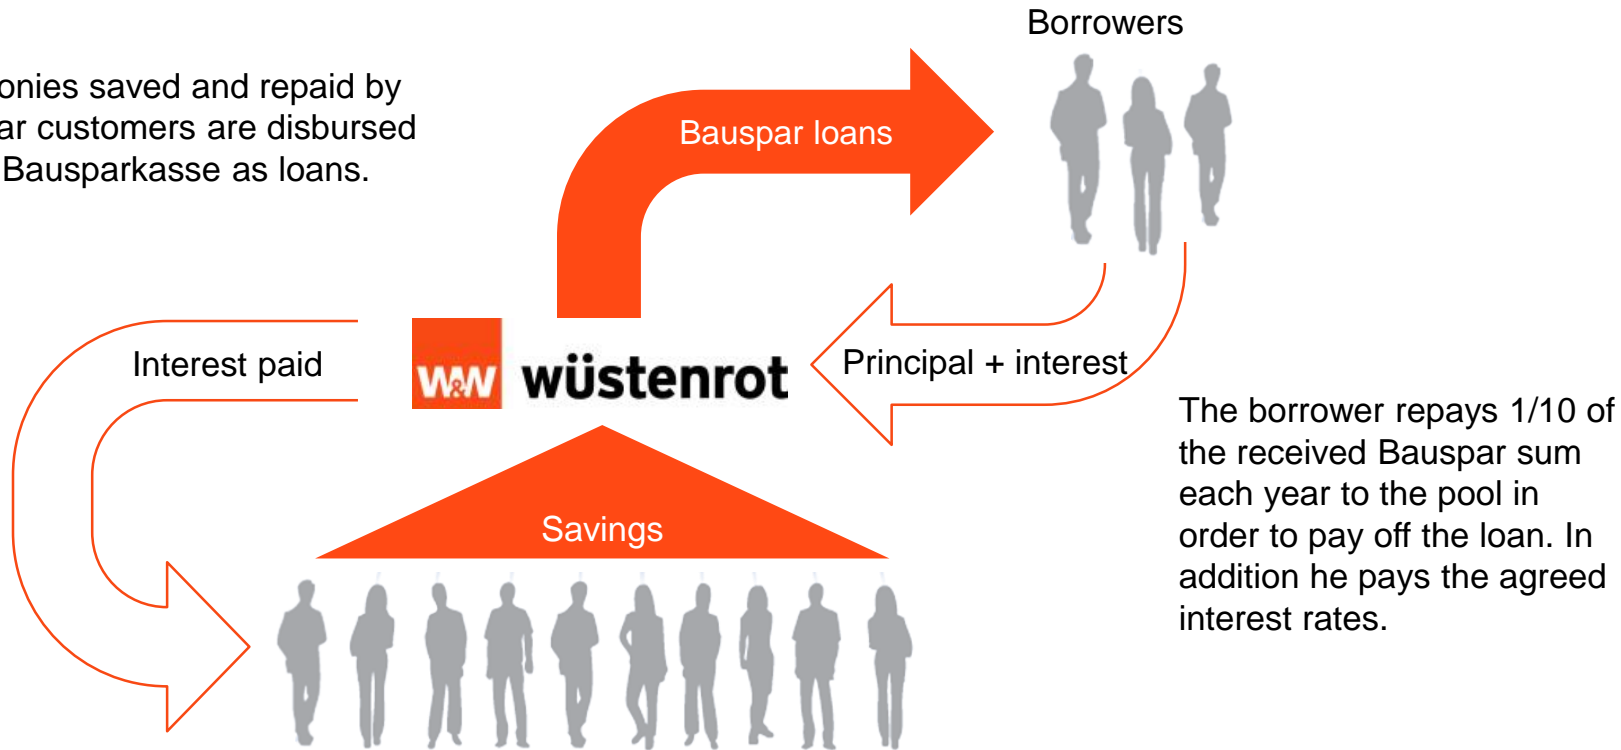 Borrowers
onies saved and repaid by
ar customers are disbursed
Bausparkasse as loans.
Bauspar loans
Interest paid
W&W wüstenrot
Principal + interest
The borrower repays 1/10 of
the received Bauspar sum
each year to the pool in
order to pay off the loan. In
addition he pays the agreed
interest rates.
Savings